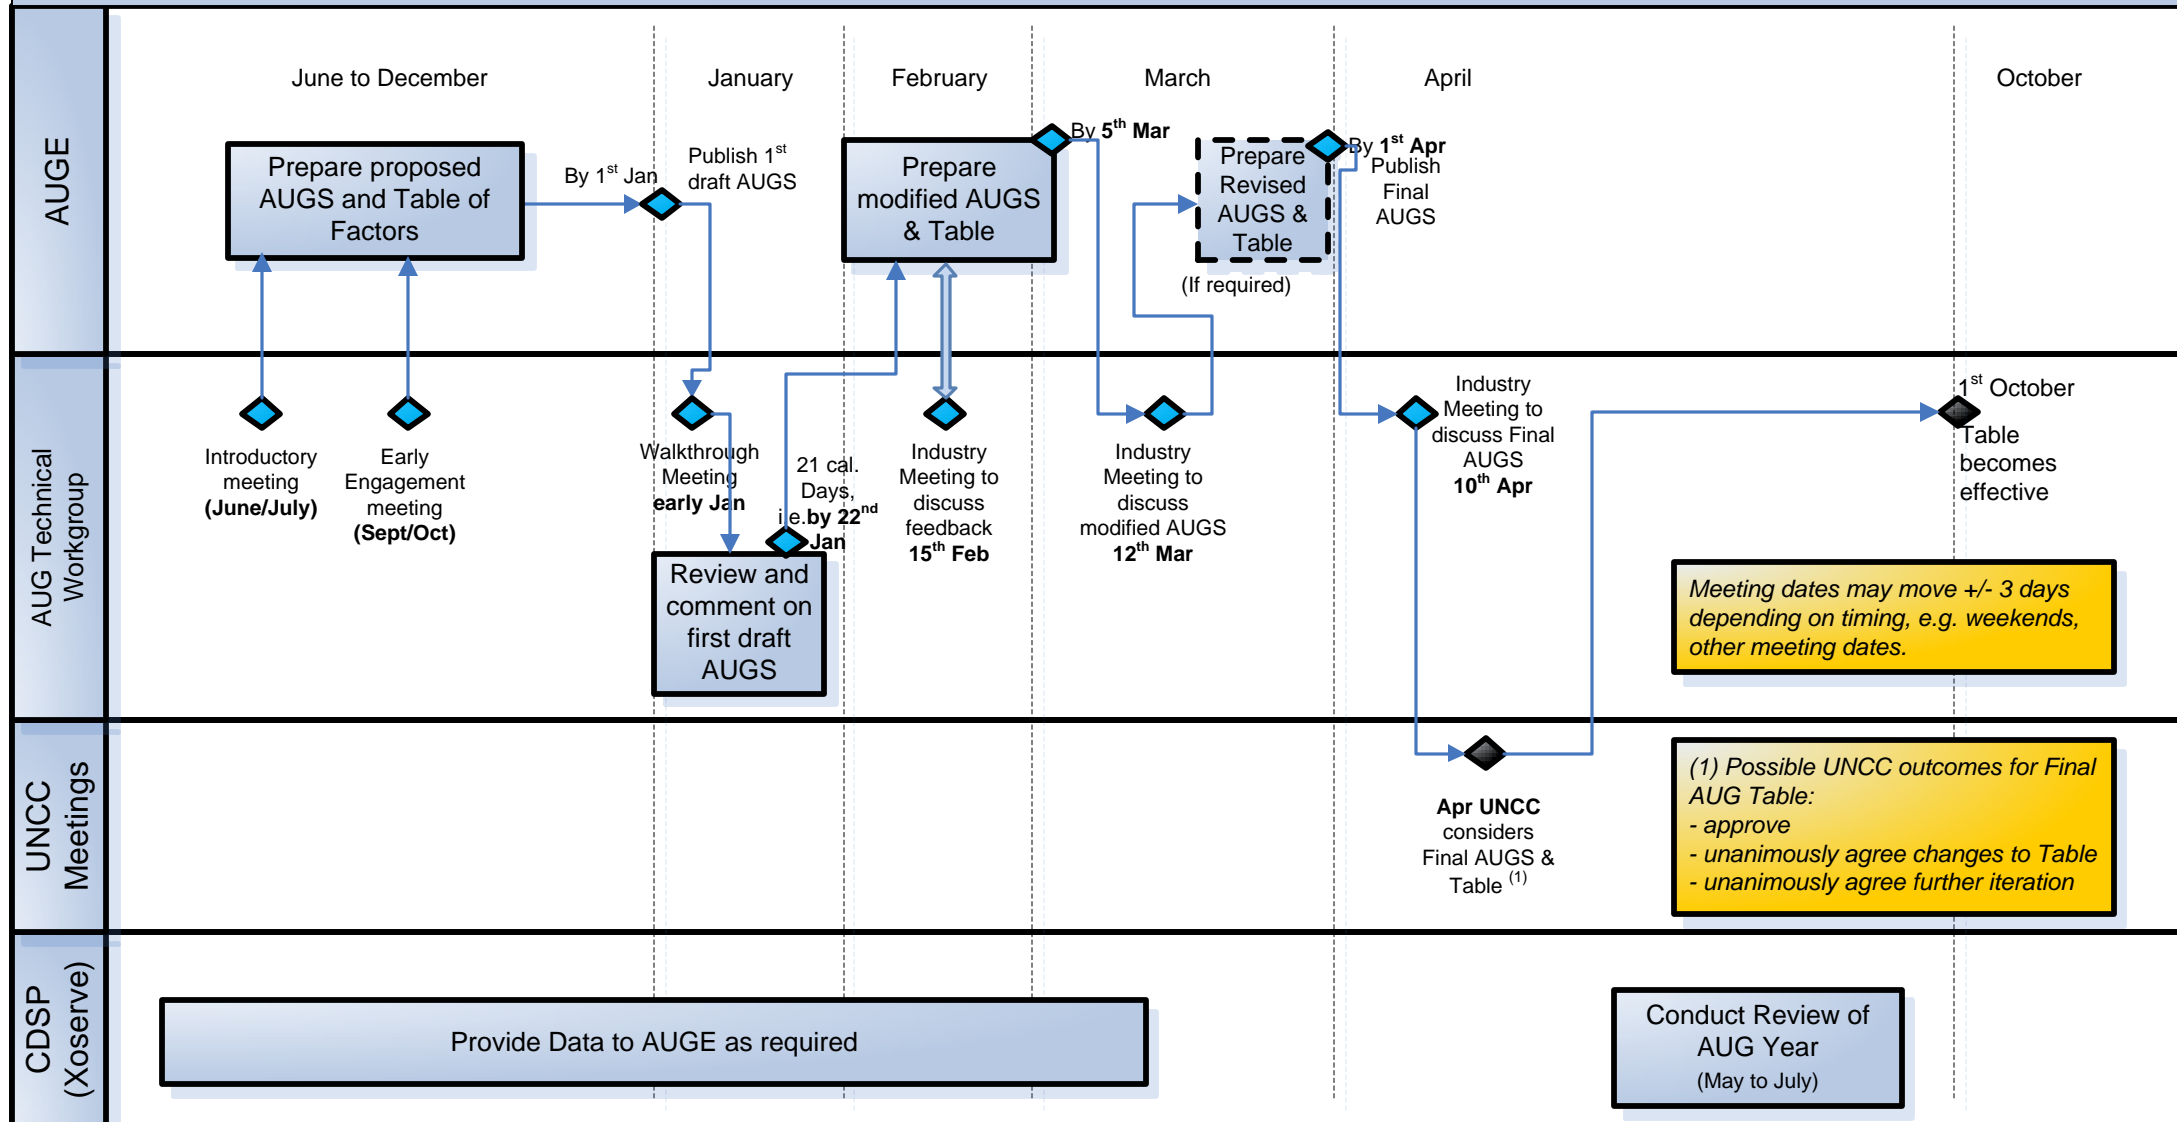 June to December
January
February
March
April
October
AUGE
Prepare proposed
AUGS and Table of
Factors
By 1st Jan
Publish 1st
draft AUGS
Prepare
modified AUGS
& Table
By 5th Mar
Prepare
Revised
AUGS &
Table
(If required)
By 1st Apr
Publish
Final
AUGS
AUG Technical
Workgroup
Introductory
meeting
(June/July)
Early
Engagement
meeting
(Sept/Oct)
Walkthrough
Meeting
early Jan
21 cal.
Days,
i.e.by 22nd
Jan
Review and
comment on
first draft
AUGS
Industry
Meeting to
discuss
feedback
15th Feb
Industry
Meeting to
discuss
modified AUGS
12th Mar
Industry
Meeting to
discuss Final
AUGS
10th Apr
1st October
Table
becomes
effective
Meeting dates may move +/- 3 days
depending on timing, e.g. weekends,
other meeting dates.
UNCC
Meetings
Apr UNCC
considers
Final AUGS &
Table (1)
(1) Possible UNCC outcomes for Final
AUG Table:
- approve
- unanimously agree changes to Table
- unanimously agree further iteration
CDSP
(Xoserve)
Provide Data to AUGE as required
Conduct Review of
AUG Year
(May to July)